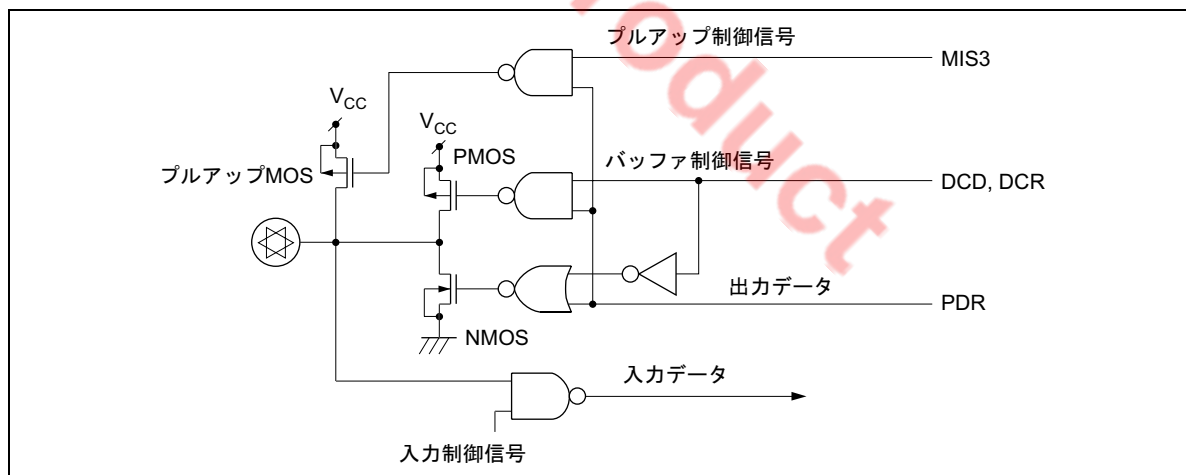 プルアップ制御信号
MIS3
VCC
VCC
プルアップMOS
PMOS
バッファ制御信号
DCD, DCR
出力データ
PDR
NMOS
入力データ
入力制御信号
roduct